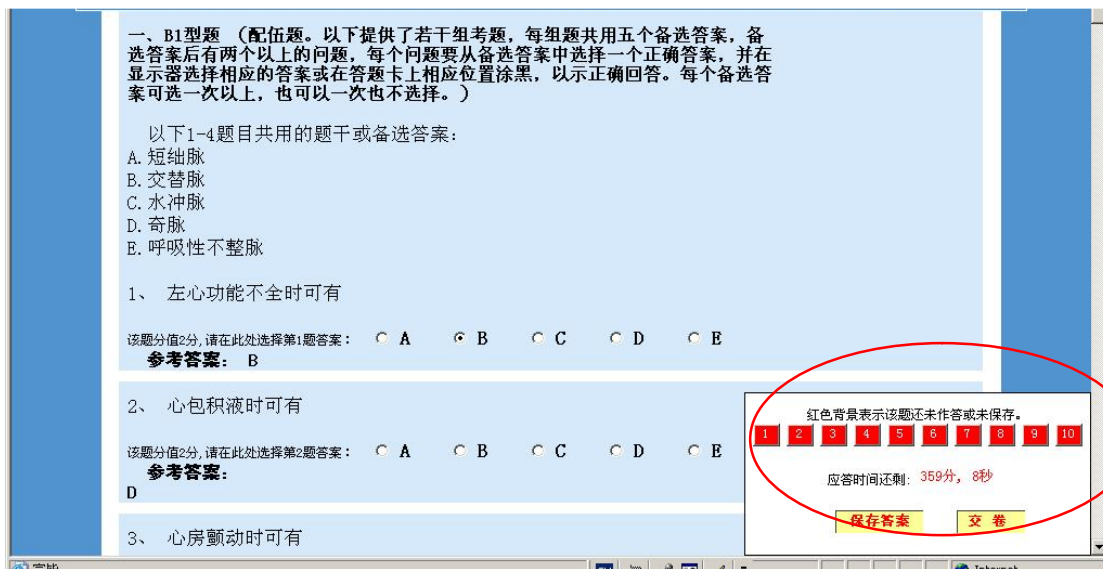 一、B1型题 (配伍题。以下提供了若干组考题，每组题共用五个备选答案，备
选答案后有两个以上的问题，每个问题要从备选答案中选择一个正确答案，并在
显示器选择相应的答案或在答题卡上相应位置涂黑，以示正确回答。每个备选答
案可选一次以上，也可以一次也不选择。)
以下1-4题目共用的题干或备选答案：
A.短绌脉
B.交替脉
C.水冲脉
D.奇脉
E.呼吸性不整脉
1、 左心功能不全时可有
该题分值2分,请在此处选择第1题答案： A B C D E
参考答案： B
2、 心包积液时可有
该题分值2分,请在此处选择第2题答案： A B C D E
参考答案：
D
3、 心房颤动时可有
红色背景表示该题还未作答或未保存。
1 2 3 4 5 6 7 8 9 10
应答时间还剩: 359分, 8秒
保存答案 交 卷